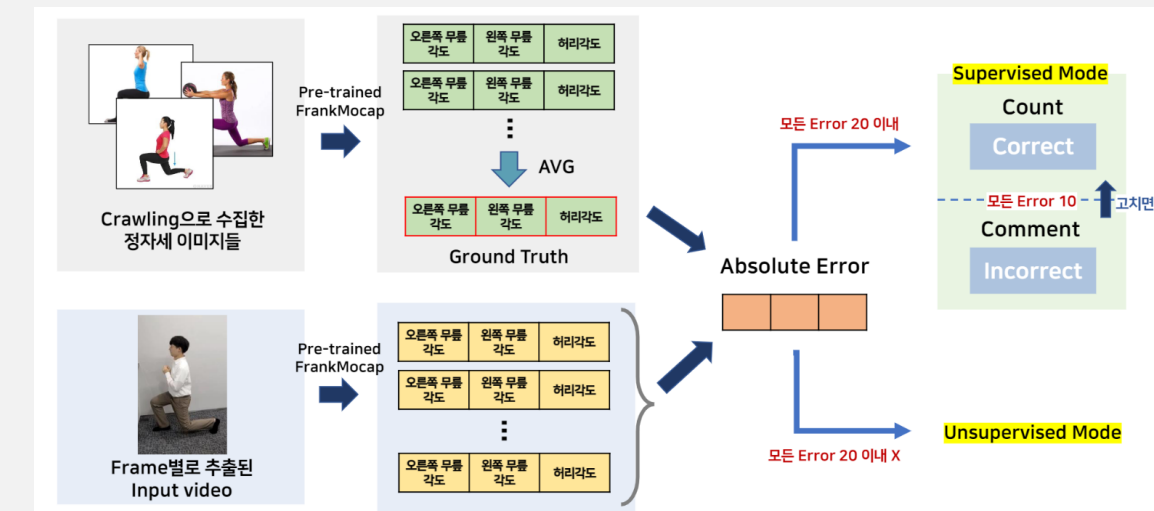 오른쪽 무릎
각도
왼쪽 무릎
각도
허리각도
오른쪽 무릎
각도
왼쪽 무릎
각도
허리각도
Pre-trained
FrankMocap
AVG
오른쪽 무릎
각도
왼쪽 무릎
각도
허리각도
Ground Truth
Crawling으로 수집한
정자세 이미지들
Pre-trained
FrankMocap
오른쪽 무릎
각도
왼쪽 무릎
각도
허리각도
오른쪽 무릎
각도
왼쪽 무릎
각도
허리각도
오른쪽 무릎
각도
왼쪽 무릎
각도
허리각도
Frame별로 추출된
Input video
Absolute Error
모든 Error 20 이내
모든 Error 20 이내 X
Supervised Mode
Count
Correct
모든 Error 10
고치면
Comment
Incorrect
Unsupervised Mode